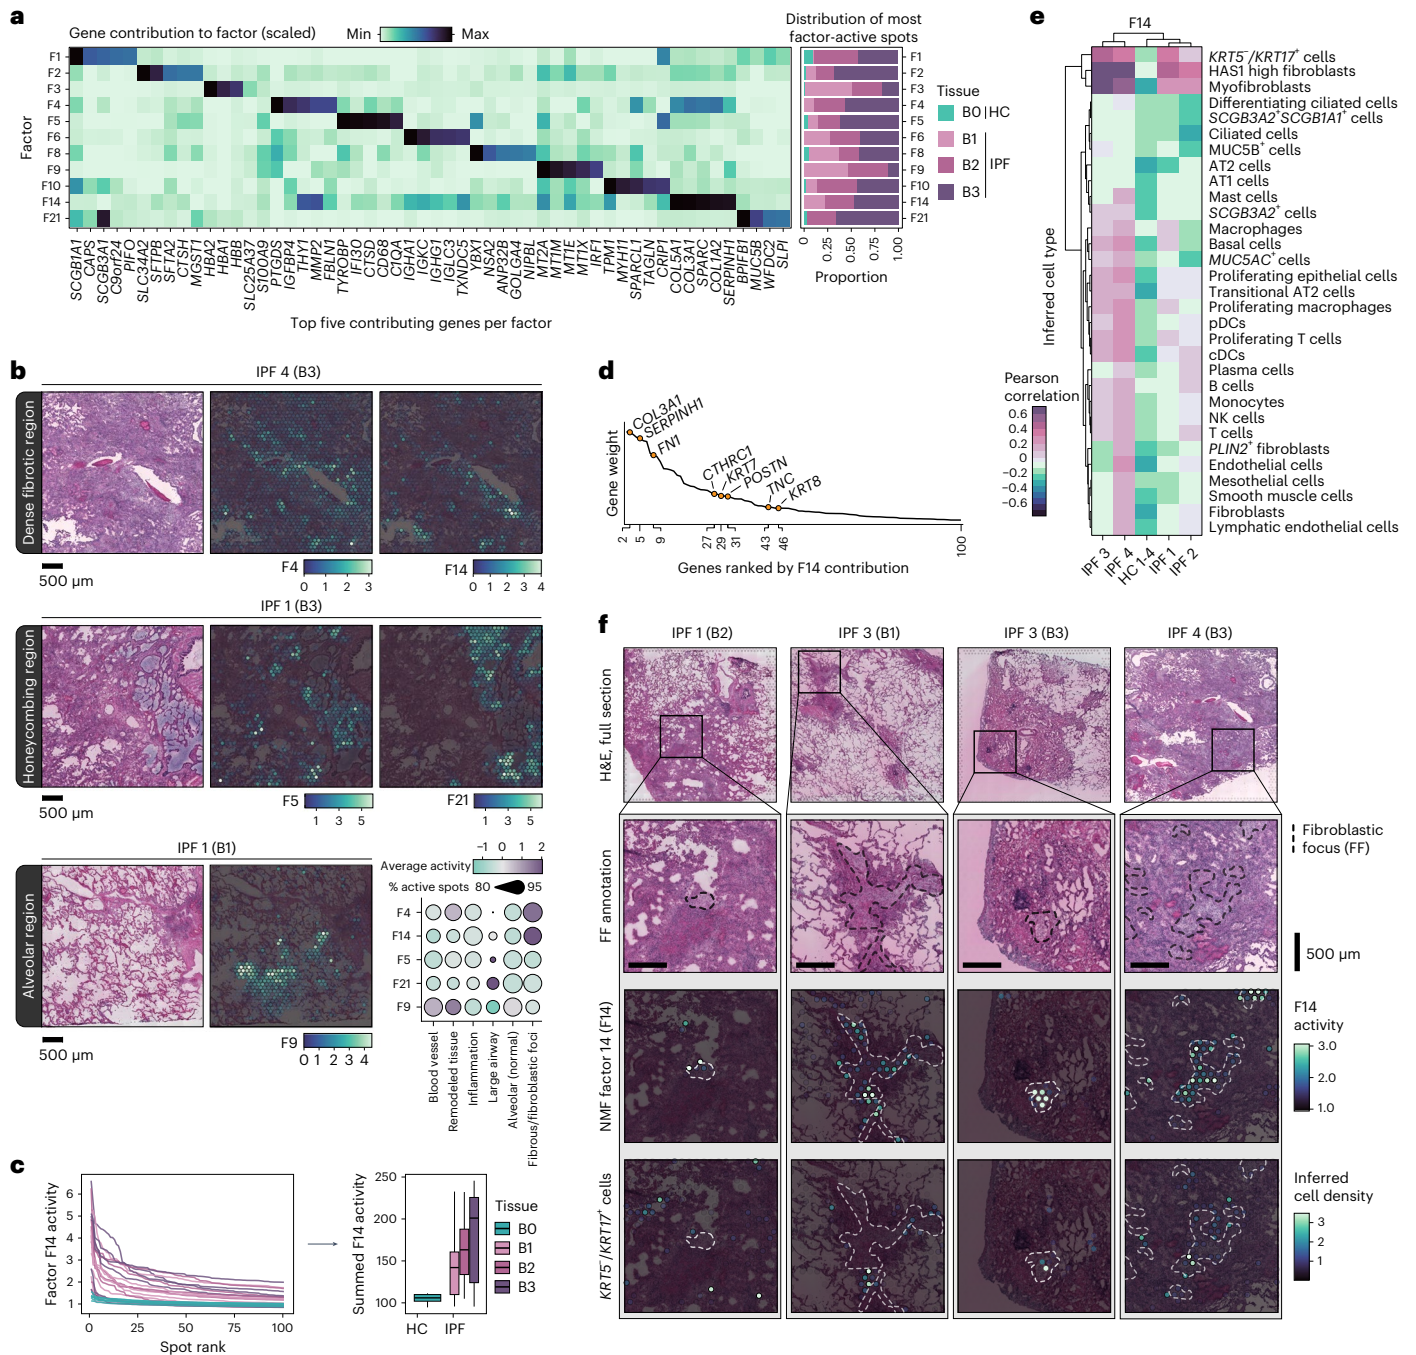 a
Gene contribution to factor (scaled)
Min
Max
Distribution of most
factor-active spots
Factor
F1
F2
F3
F4
F5
F6
F8
F9
F10
F14
F21
SCGB1A1
CAPS
SCGB3A1
C9orf24
PIFO
SLC34A2
SFTPB
SFTA2
CTSH
MGST1
HBA2
HBA1
HBB
SLC25A37
S100A9
PTGDS
IGFBP4
THY1
MMP2
FBLN1
TYROBP
IFI30
CTSD
CD68
C1QA
IGHA1
IGKC
IGHG1
IGLC3
TXNDC5
YBX1
NSA2
ANP32B
GOLGA4
NIPBL
MT2A
MT1M
MT1E
MT1X
IRF1
TPM1
MYH11
SPARCL1
TAGLN
CRIP1
COL5A1
COL3A1
SPARC
COL1A2
SERPINH1
BPIFB1
MUC5B
WFDC2
SLPI
Top five contributing genes per factor
F1
F2
F3
F4
F5
F6
F8
F9
F10
F14
F21
0
0.25
0.50
0.75
1.00
Proportion
Tissue
B0 HC
B1
B2
B3
IPF
b
IPF 4 (B3)
Dense fibrotic region
500 µm
F4
0 1 2 3
F14
0 1 2 3 4
IPF 1 (B3)
Honeycombing region
500 µm
F5
1 3 5
F21
1 3 5
IPF 1 (B1)
Alveolar region
500 µm
F9
0 1 2 3 4
−1 0 1 2
Average activity
% active spots 80 95
F4
F14
F5
F21
F9
Blood vessel
Remodeled tissue
Inflammation
Large airway
Alveolar (normal)
Fibrous/fibroblastic foci
c
Factor F14 activity
6
5
4
3
2
1
0 25 50 75 100
Spot rank
Summed F14 activity
250
200
150
100
HC IPF
Tissue
B0
B1
B2
B3
d
Gene weight
COL3A1
SERPINH1
FN1
CTHRC1
KRT7
POSTN
TNC
KRT8
2
5
9
27
29
31
43
46
100
Genes ranked by F14 contribution
e
F14
Inferred cell type
KRT5−/KRT17+ cells
HAS1 high fibroblasts
Myofibroblasts
Differentiating ciliated cells
SCGB3A2+SCGB1A1+ cells
Ciliated cells
MUC5B+ cells
AT2 cells
AT1 cells
Mast cells
SCGB3A2+ cells
Macrophages
Basal cells
MUC5AC+ cells
Proliferating epithelial cells
Transitional AT2 cells
Proliferating macrophages
pDCs
Proliferating T cells
cDCs
Plasma cells
B cells
Monocytes
NK cells
T cells
PLIN2+ fibroblasts
Endothelial cells
Mesothelial cells
Smooth muscle cells
Fibroblasts
Lymphatic endothelial cells
IPF 3
IPF 4
HC 1–4
IPF 1
IPF 2
Pearson
correlation
0.6
0.4
0.2
0
−0.2
−0.4
−0.6
f
IPF 1 (B2)
IPF 3 (B1)
IPF 3 (B3)
IPF 4 (B3)
H&E, full section
FF annotation
NMF factor 14 (F14)
KRT5−/KRT17+ cells
Fibroblastic
focus (FF)
500 µm
F14
activity
3.0
2.0
1.0
Inferred
cell density
3
2
1